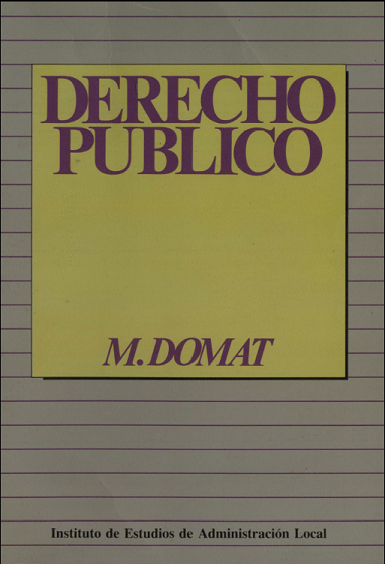 DERECHO
PUBLICO
M. DOMAT
Instituto de Estudios de Administración Local